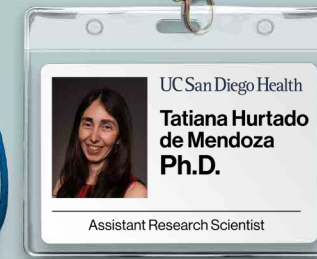 UC San Diego Health
Tatiana Hurtado
de Mendoza
Ph.D.
Assistant Research Scientist